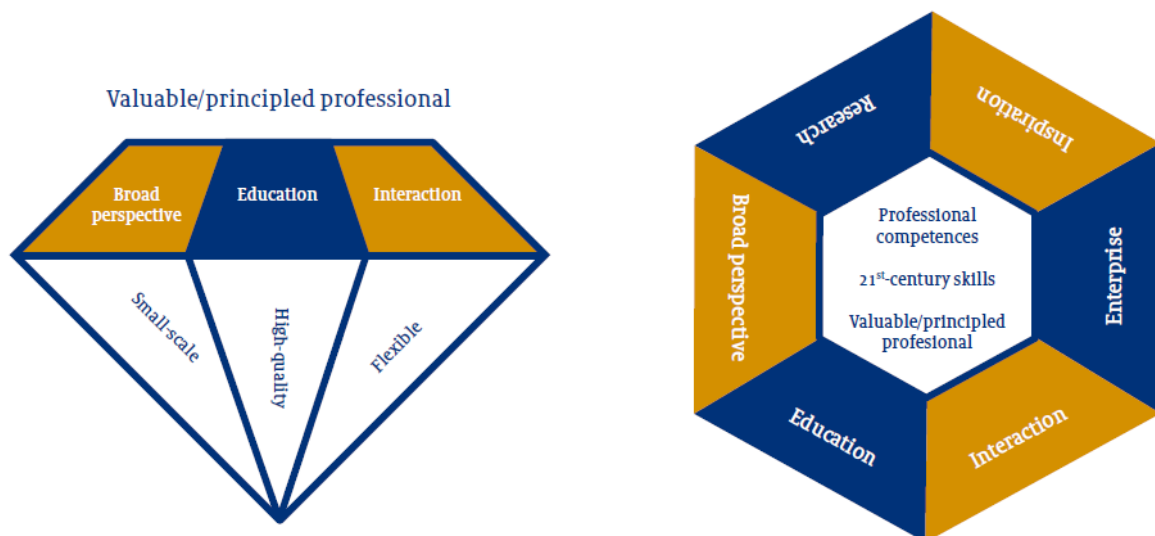 Valuable/principled professional
Broad
perspective
Education
Interaction
Small-scale
High-quality
Flexible
Research
Inspiration
Broad perspective
Enterprise
Education
Interaction
Professional
competences
21st-century skills
Valuable/principled
profesional